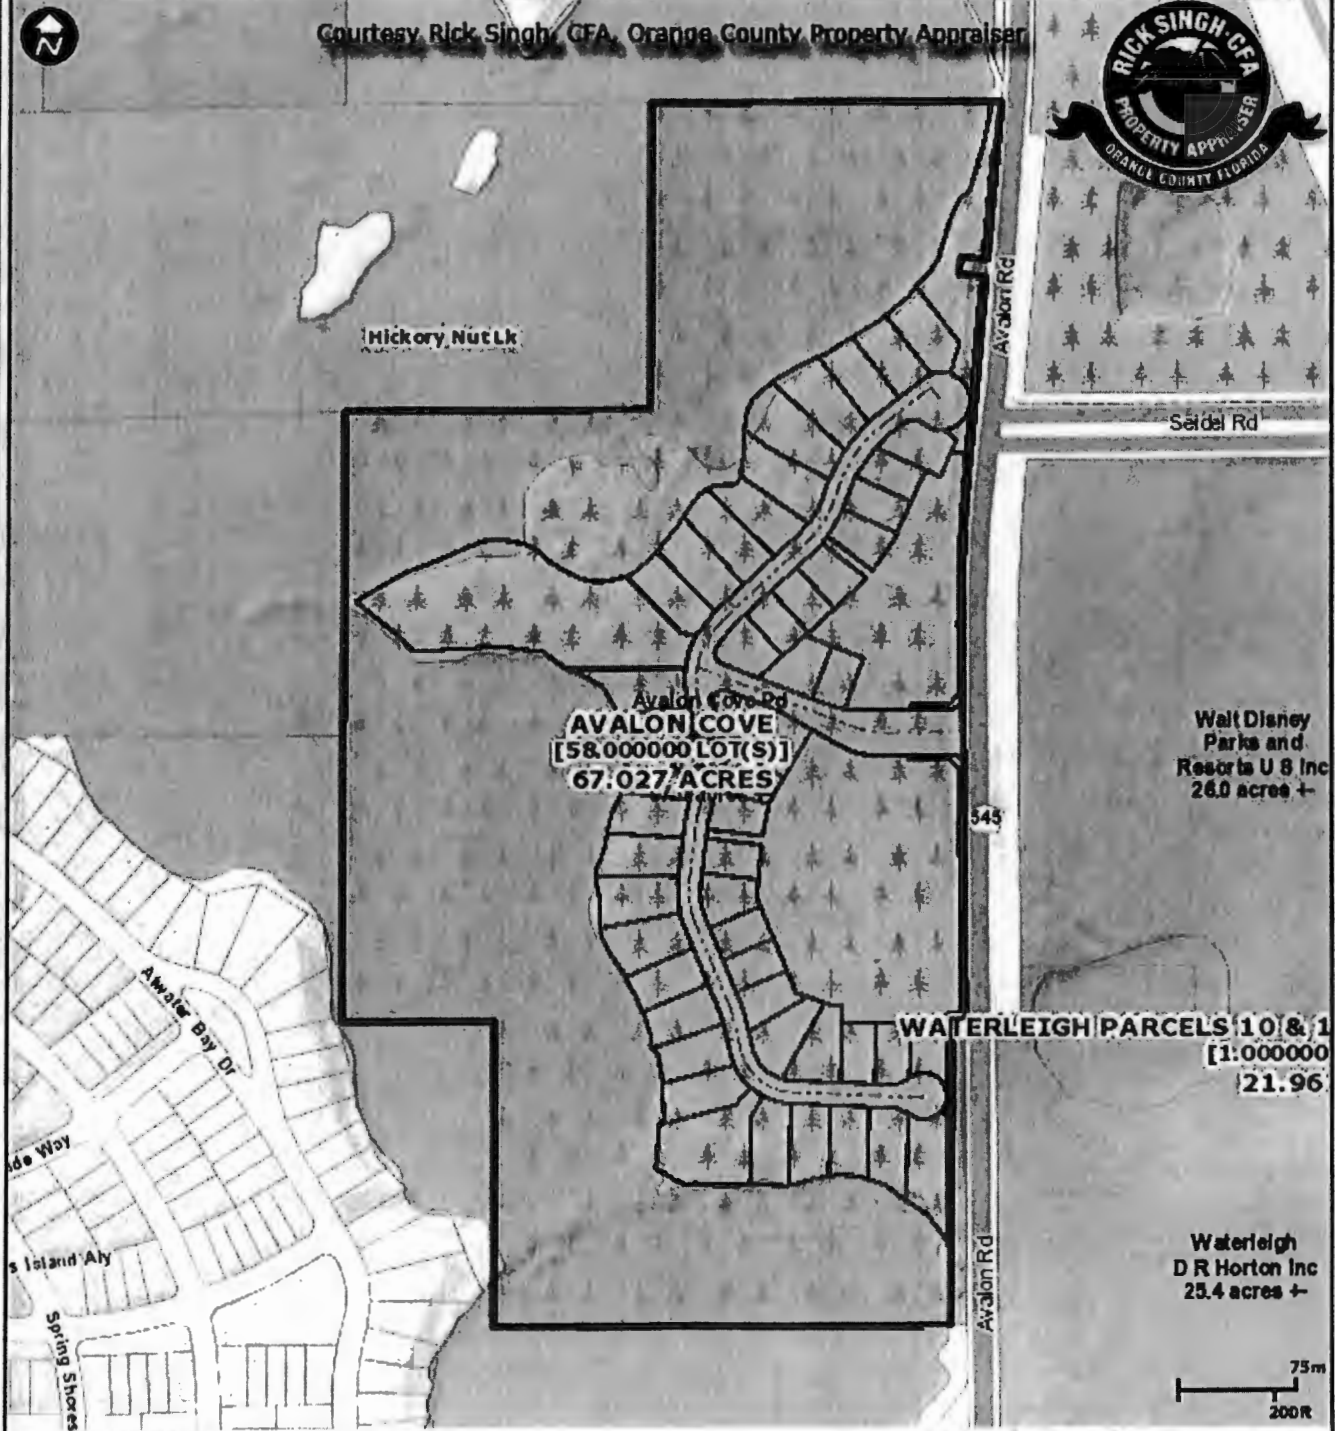 N
Courtesy Rick Singh, CFA, Orange County Property Appraiser
RICK SINGH, CFA
PROPERTY APPRAISER
ORANGE COUNTY FLORIDA
Avalon Rd
Hickory Nut Lk
Seidel Rd
Avalon Cove Rd
AVALON COVE
[58.000000 LOT(S)]
67.027 ACRES
Walt Disney
Parks and
Resorts U S Inc
26.0 acres +-
545
Atwater Bay Dr
WATERLEIGH PARCELS 10 & 1
[1.000000
21.96
ide Way
s Island Aly
Spring Shores
Avalon Rd
Waterleigh
D R Horton Inc
25.4 acres +-
75m
200ft